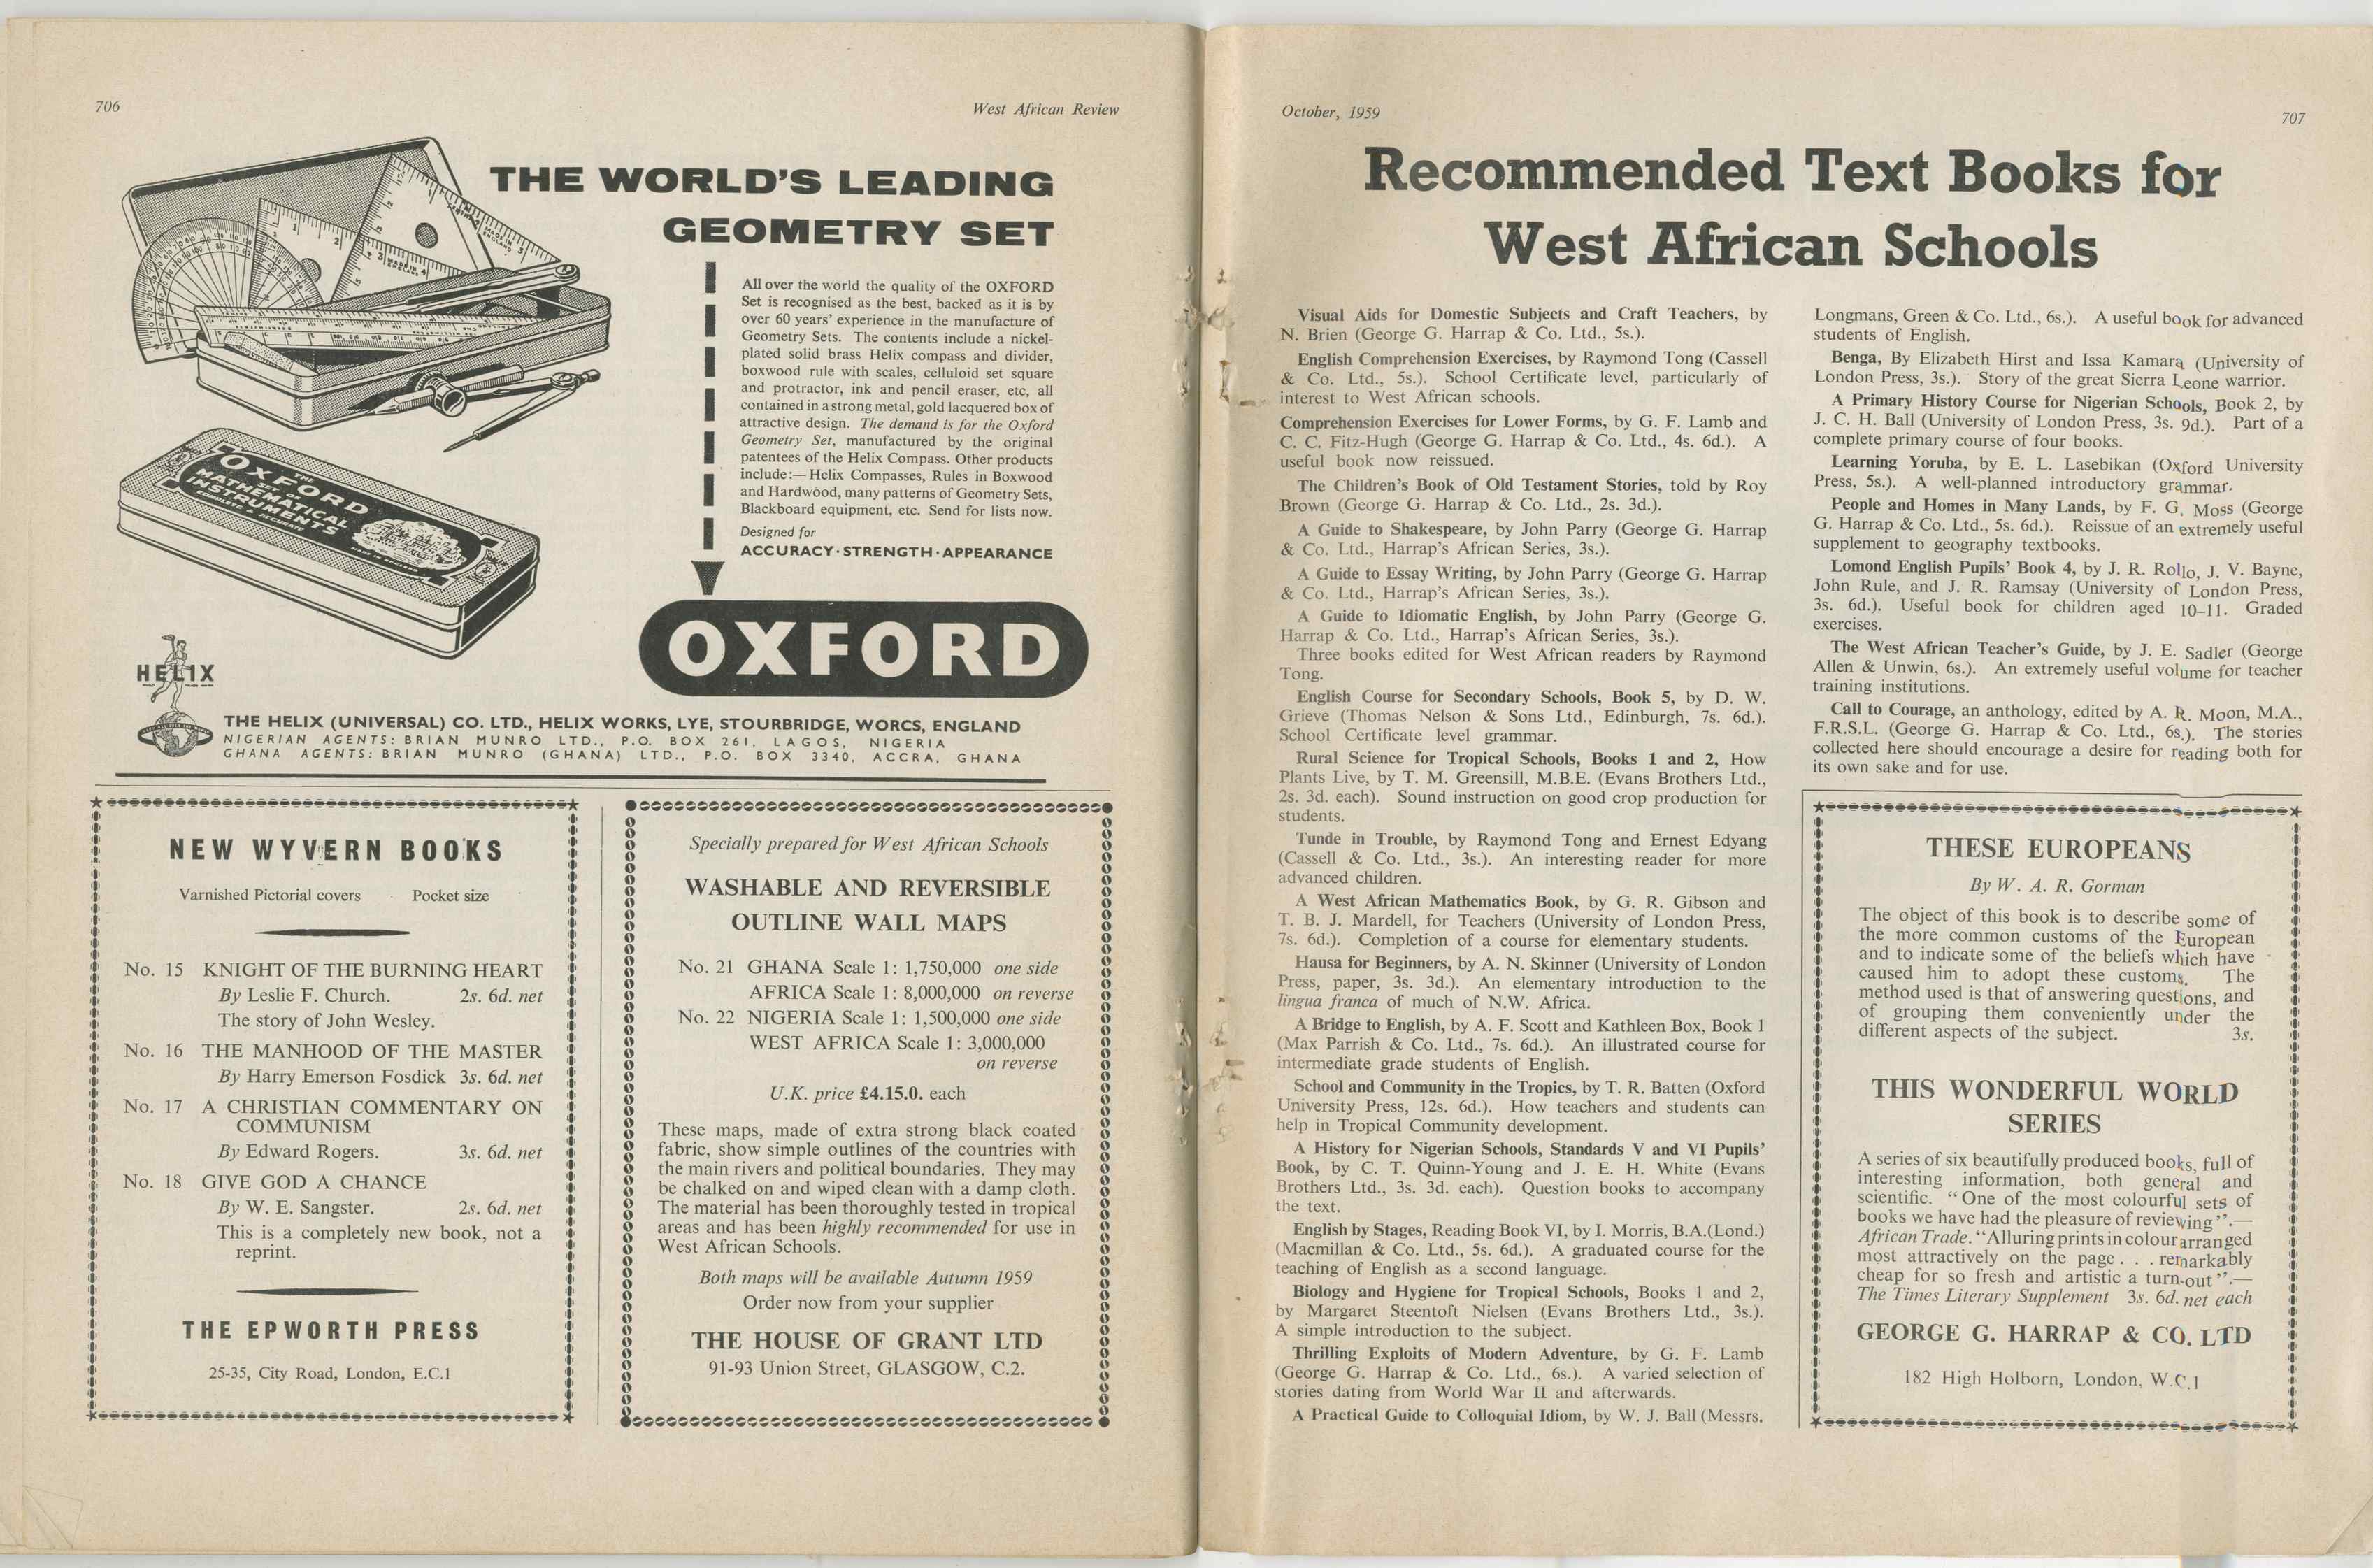 706
West African Review
THE WORLD'S LEADING
GEOMETRY SET
All over the world the quality of the OXFORD
Set is recognised as the best, backed as it is by
over 60 years' experience in the manufacture of
Geometry Sets. The contents include a nickel-
plated solid brass Helix compass and divider,
boxwood rule with scales, celluloid set square
and protractor, ink and pencil eraser, etc, all
contained in a strong metal, gold lacquered box of
attractive design. The demand is for the Oxford
Geometry Set, manufactured by the original
patentees of the Helix Compass. Other products
include:—Helix Compasses, Rules in Boxwood
and Hardwood, many patterns of Geometry Sets,
Blackboard equipment, etc. Send for lists now.
Designed for
ACCURACY·STRENGTH·APPEARANCE
OXFORD
THE
OXFORD
SET OF
MATHEMATICAL
INSTRUMENTS
COMPLETE & ACCURATE
MADE IN ENGLAND
HELIX
THE HELIX (UNIVERSAL) CO. LTD., HELIX WORKS, LYE, STOURBRIDGE, WORCS, ENGLAND
NIGERIAN AGENTS: BRIAN MUNRO LTD., P.O. BOX 261, LAGOS, NIGERIA
GHANA AGENTS: BRIAN MUNRO (GHANA) LTD., P.O. BOX 3340, ACCRA, GHANA
NEW WYVERN BOOKS
Varnished Pictorial covers Pocket size
No. 15 KNIGHT OF THE BURNING HEART
By Leslie F. Church. 2s. 6d. net
The story of John Wesley.
No. 16 THE MANHOOD OF THE MASTER
By Harry Emerson Fosdick 3s. 6d. net
No. 17 A CHRISTIAN COMMENTARY ON
COMMUNISM
By Edward Rogers. 3s. 6d. net
No. 18 GIVE GOD A CHANCE
By W. E. Sangster. 2s. 6d. net
This is a completely new book, not a
reprint.
THE EPWORTH PRESS
25-35, City Road, London, E.C.1
Specially prepared for West African Schools
WASHABLE AND REVERSIBLE
OUTLINE WALL MAPS
No. 21 GHANA Scale 1: 1,750,000 one side
AFRICA Scale 1: 8,000,000 on reverse
No. 22 NIGERIA Scale 1: 1,500,000 one side
WEST AFRICA Scale 1: 3,000,000
on reverse
U.K. price £4.15.0. each
These maps, made of extra strong black coated
fabric, show simple outlines of the countries with
the main rivers and political boundaries. They may
be chalked on and wiped clean with a damp cloth.
The material has been thoroughly tested in tropical
areas and has been highly recommended for use in
West African Schools.
Both maps will be available Autumn 1959
Order now from your supplier
THE HOUSE OF GRANT LTD
91-93 Union Street, GLASGOW, C.2.
October, 1959
707
Recommended Text Books for
West African Schools
Visual Aids for Domestic Subjects and Craft Teachers, by
N. Brien (George G. Harrap & Co. Ltd., 5s.).
English Comprehension Exercises, by Raymond Tong (Cassell
& Co. Ltd., 5s.). School Certificate level, particularly of
interest to West African schools.
Comprehension Exercises for Lower Forms, by G. F. Lamb and
C. C. Fitz-Hugh (George G. Harrap & Co. Ltd., 4s. 6d.). A
useful book now reissued.
The Children's Book of Old Testament Stories, told by Roy
Brown (George G. Harrap & Co. Ltd., 2s. 3d.).
A Guide to Shakespeare, by John Parry (George G. Harrap
& Co. Ltd., Harrap's African Series, 3s.).
A Guide to Essay Writing, by John Parry (George G. Harrap
& Co. Ltd., Harrap's African Series, 3s.).
A Guide to Idiomatic English, by John Parry (George G.
Harrap & Co. Ltd., Harrap's African Series, 3s.).
Three books edited for West African readers by Raymond
Tong.
English Course for Secondary Schools, Book 5, by D. W.
Grieve (Thomas Nelson & Sons Ltd., Edinburgh, 7s. 6d.).
School Certificate level grammar.
Rural Science for Tropical Schools, Books 1 and 2, How
Plants Live, by T. M. Greensill, M.B.E. (Evans Brothers Ltd.,
2s. 3d. each). Sound instruction on good crop production for
students.
Tunde in Trouble, by Raymond Tong and Ernest Edyang
(Cassell & Co. Ltd., 3s.). An interesting reader for more
advanced children.
A West African Mathematics Book, by G. R. Gibson and
T. B. J. Mardell, for Teachers (University of London Press,
7s. 6d.). Completion of a course for elementary students.
Hausa for Beginners, by A. N. Skinner (University of London
Press, paper, 3s. 3d.). An elementary introduction to the
lingua franca of much of N.W. Africa.
A Bridge to English, by A. F. Scott and Kathleen Box, Book 1
(Max Parrish & Co. Ltd., 7s. 6d.). An illustrated course for
intermediate grade students of English.
School and Community in the Tropics, by T. R. Batten (Oxford
University Press, 12s. 6d.). How teachers and students can
help in Tropical Community development.
A History for Nigerian Schools, Standards V and VI Pupils'
Book, by C. T. Quinn-Young and J. E. H. White (Evans
Brothers Ltd., 3s. 3d. each). Question books to accompany
the text.
English by Stages, Reading Book VI, by I. Morris, B.A.(Lond.)
(Macmillan & Co. Ltd., 5s. 6d.). A graduated course for the
teaching of English as a second language.
Biology and Hygiene for Tropical Schools, Books 1 and 2,
by Margaret Steentoft Nielsen (Evans Brothers Ltd., 3s.).
A simple introduction to the subject.
Thrilling Exploits of Modern Adventure, by G. F. Lamb
(George G. Harrap & Co. Ltd., 6s.). A varied selection of
stories dating from World War II and afterwards.
A Practical Guide to Colloquial Idiom, by W. J. Ball (Messrs.
Longmans, Green & Co. Ltd., 6s.). A useful book for advanced
students of English.
Benga, By Elizabeth Hirst and Issa Kamara (University of
London Press, 3s.). Story of the great Sierra Leone warrior.
A Primary History Course for Nigerian Schools, Book 2, by
J. C. H. Ball (University of London Press, 3s. 9d.). Part of a
complete primary course of four books.
Learning Yoruba, by E. L. Lasebikan (Oxford University
Press, 5s.). A well-planned introductory grammar.
People and Homes in Many Lands, by F. G. Moss (George
G. Harrap & Co. Ltd., 5s. 6d.). Reissue of an extremely useful
supplement to geography textbooks.
Lomond English Pupils' Book 4, by J. R. Rollo, J. V. Bayne,
John Rule, and J. R. Ramsay (University of London Press,
3s. 6d.). Useful book for children aged 10–11. Graded
exercises.
The West African Teacher's Guide, by J. E. Sadler (George
Allen & Unwin, 6s.). An extremely useful volume for teacher
training institutions.
Call to Courage, an anthology, edited by A. R. Moon, M.A.,
F.R.S.L. (George G. Harrap & Co. Ltd., 6s.). The stories
collected here should encourage a desire for reading both for
its own sake and for use.
THESE EUROPEANS
By W. A. R. Gorman
The object of this book is to describe some of
the more common customs of the European
and to indicate some of the beliefs which have
caused him to adopt these customs. The
method used is that of answering questions, and
of grouping them conveniently under the
different aspects of the subject. 3s.
THIS WONDERFUL WORLD
SERIES
A series of six beautifully produced books, full of
interesting information, both general and
scientific. "One of the most colourful sets of
books we have had the pleasure of reviewing".—
African Trade. "Alluring prints in colour arranged
most attractively on the page . . . remarkably
cheap for so fresh and artistic a turn-out".—
The Times Literary Supplement 3s. 6d. net each
GEORGE G. HARRAP & CO. LTD
182 High Holborn, London, W.C.1